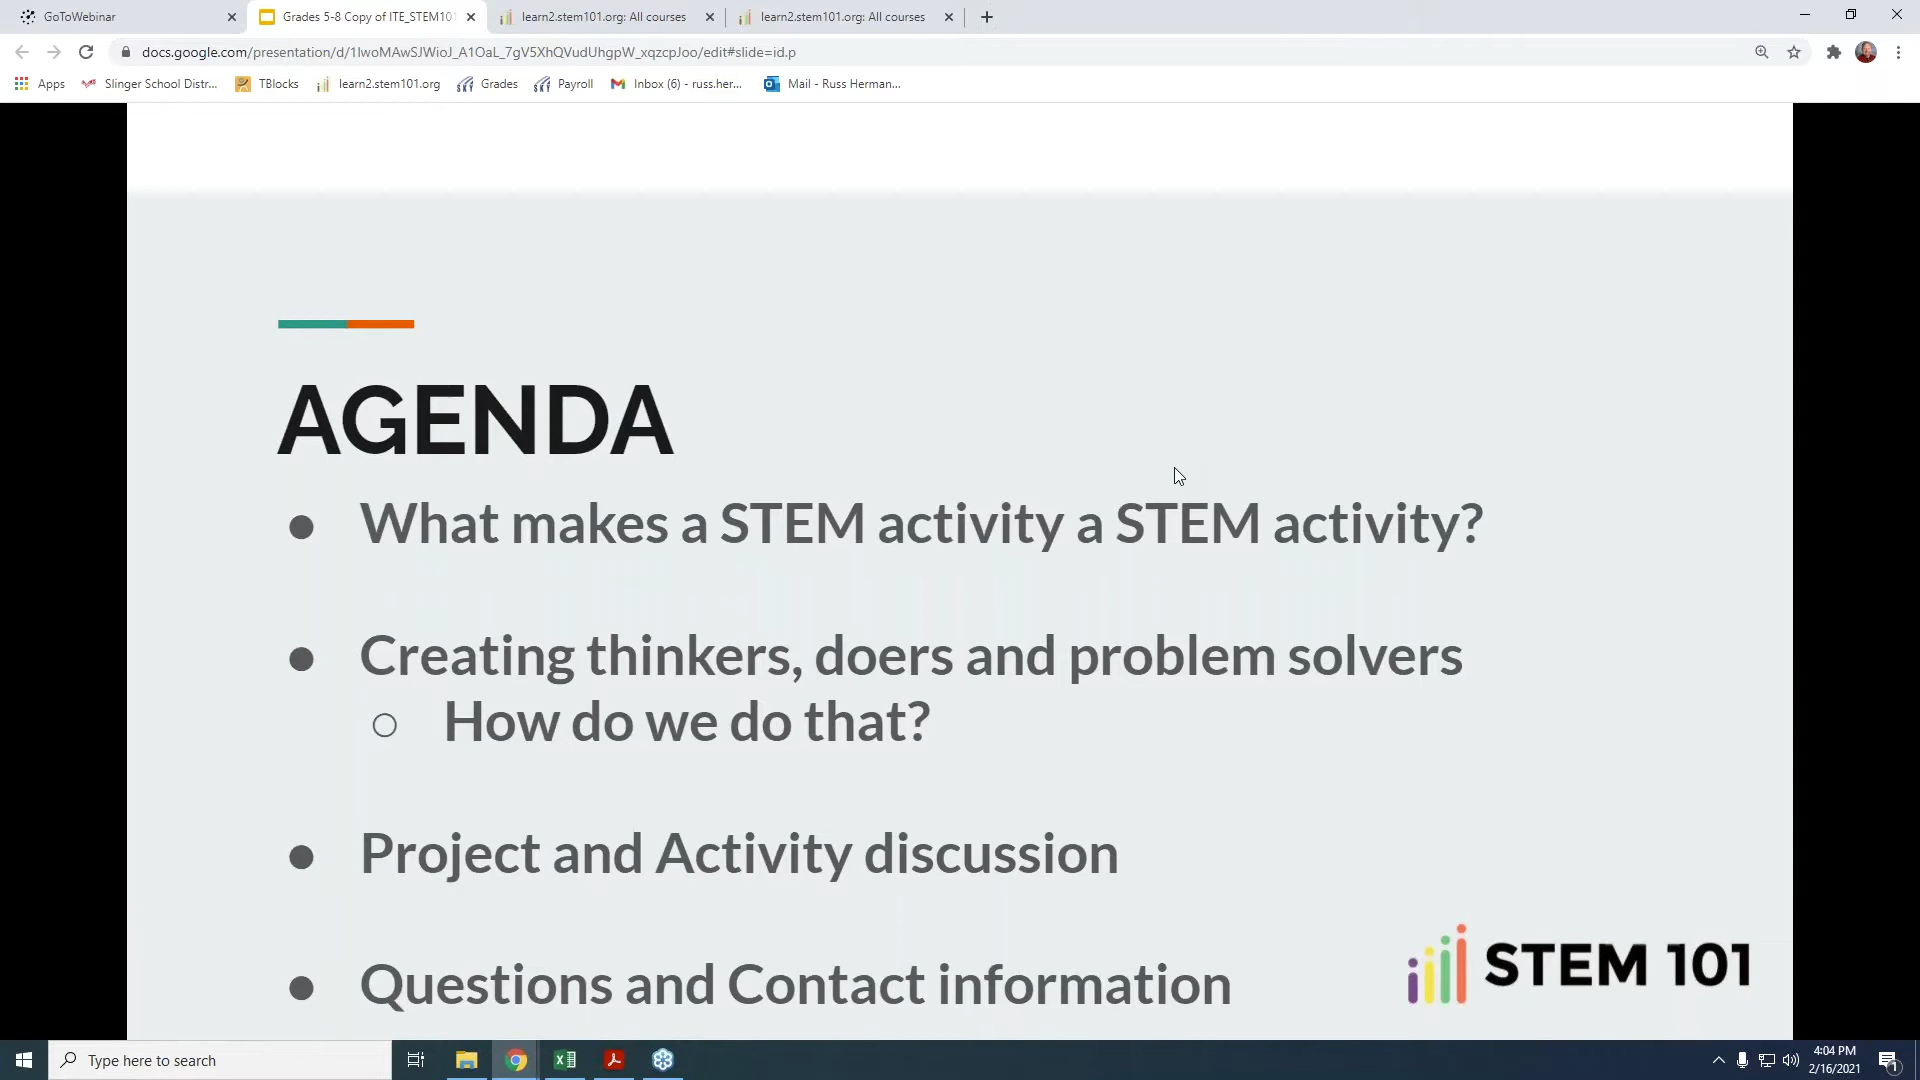 GoToWebinar
Grades 5-8 Copy of ITE_STEM101
learn2.stem101.org: All courses
learn2.stem101.org: All courses
docs.google.com/presentation/d/1IwoMAwSJWioJ_A1OaL_7gV5XhQVudUhgpW_xqzcpJoo/edit#slide=id.p
Apps
Slinger School Distr...
TBlocks
learn2.stem101.org
Grades
Payroll
Inbox (6) - russ.her...
Mail - Russ Herman...
AGENDA
● What makes a STEM activity a STEM activity?
● Creating thinkers, doers and problem solvers
○ How do we do that?
● Project and Activity discussion
● Questions and Contact information
STEM 101
Type here to search
4:04 PM
2/16/2021
1